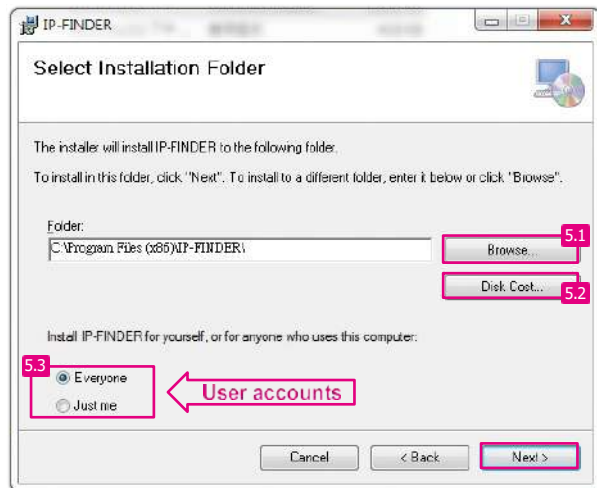 IP-FINDER
Select Installation Folder
The installer will install IP-FINDER to the following folder.
To install in this folder, click "Next". To install to a different folder, enter it below or click "Browse".
Folder:
C:\Program Files (x86)\IP-FINDER\
5.1
Browse...
Disk Cost...
5.2
Install IP-FINDER for yourself, or for anyone who uses this computer:
5.3
Everyone
User accounts
Just me
Cancel
< Back
Next >